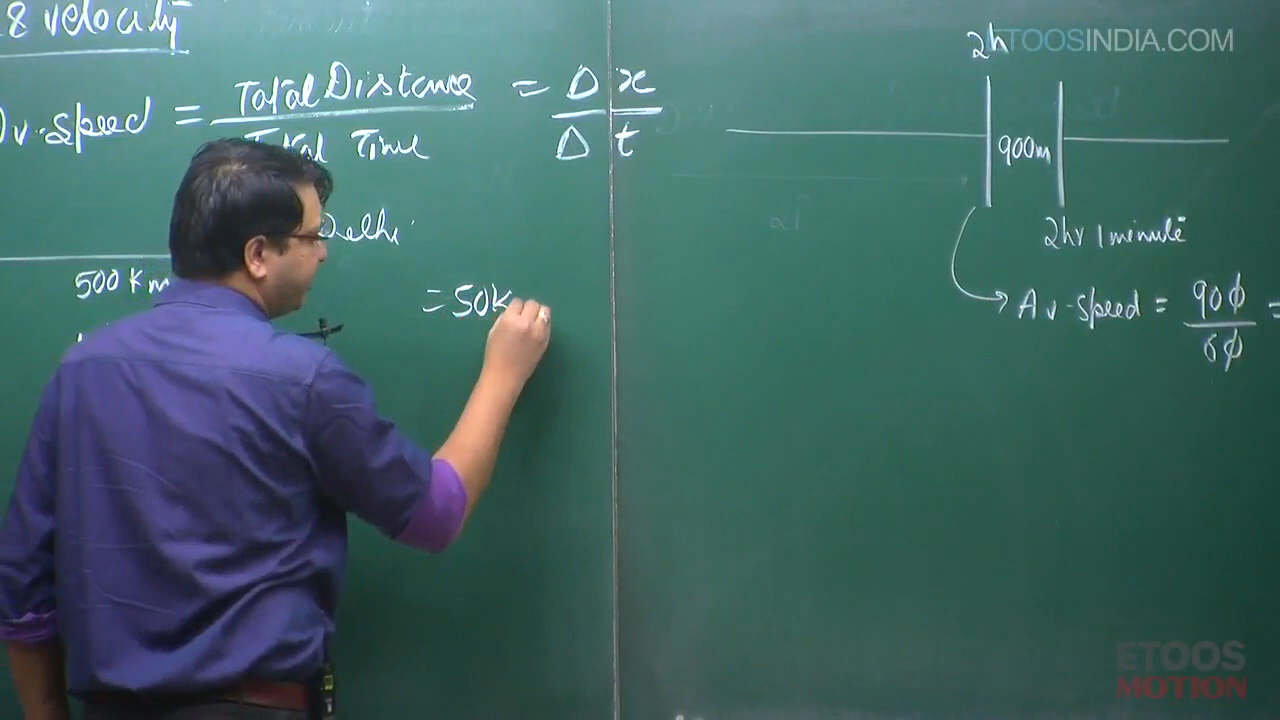 & velocity
Av. speed = Total Distance / Total Time = Δx / Δt
Delhi
500 Km
= 50K
2h
900m
2hr 1 minute
Av. speed = 900 / 60 =
ETOOSINDIA.COM
ETOOS
MOTION